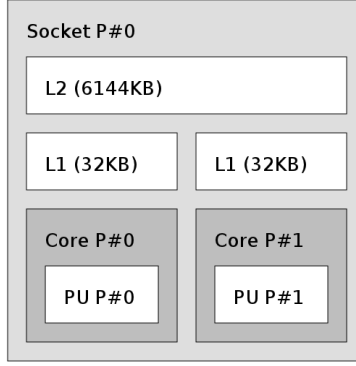 Socket P#0
L2 (6144KB)
L1 (32KB) L1 (32KB)
Core P#0 Core P#1
PU P#0 PU P#1